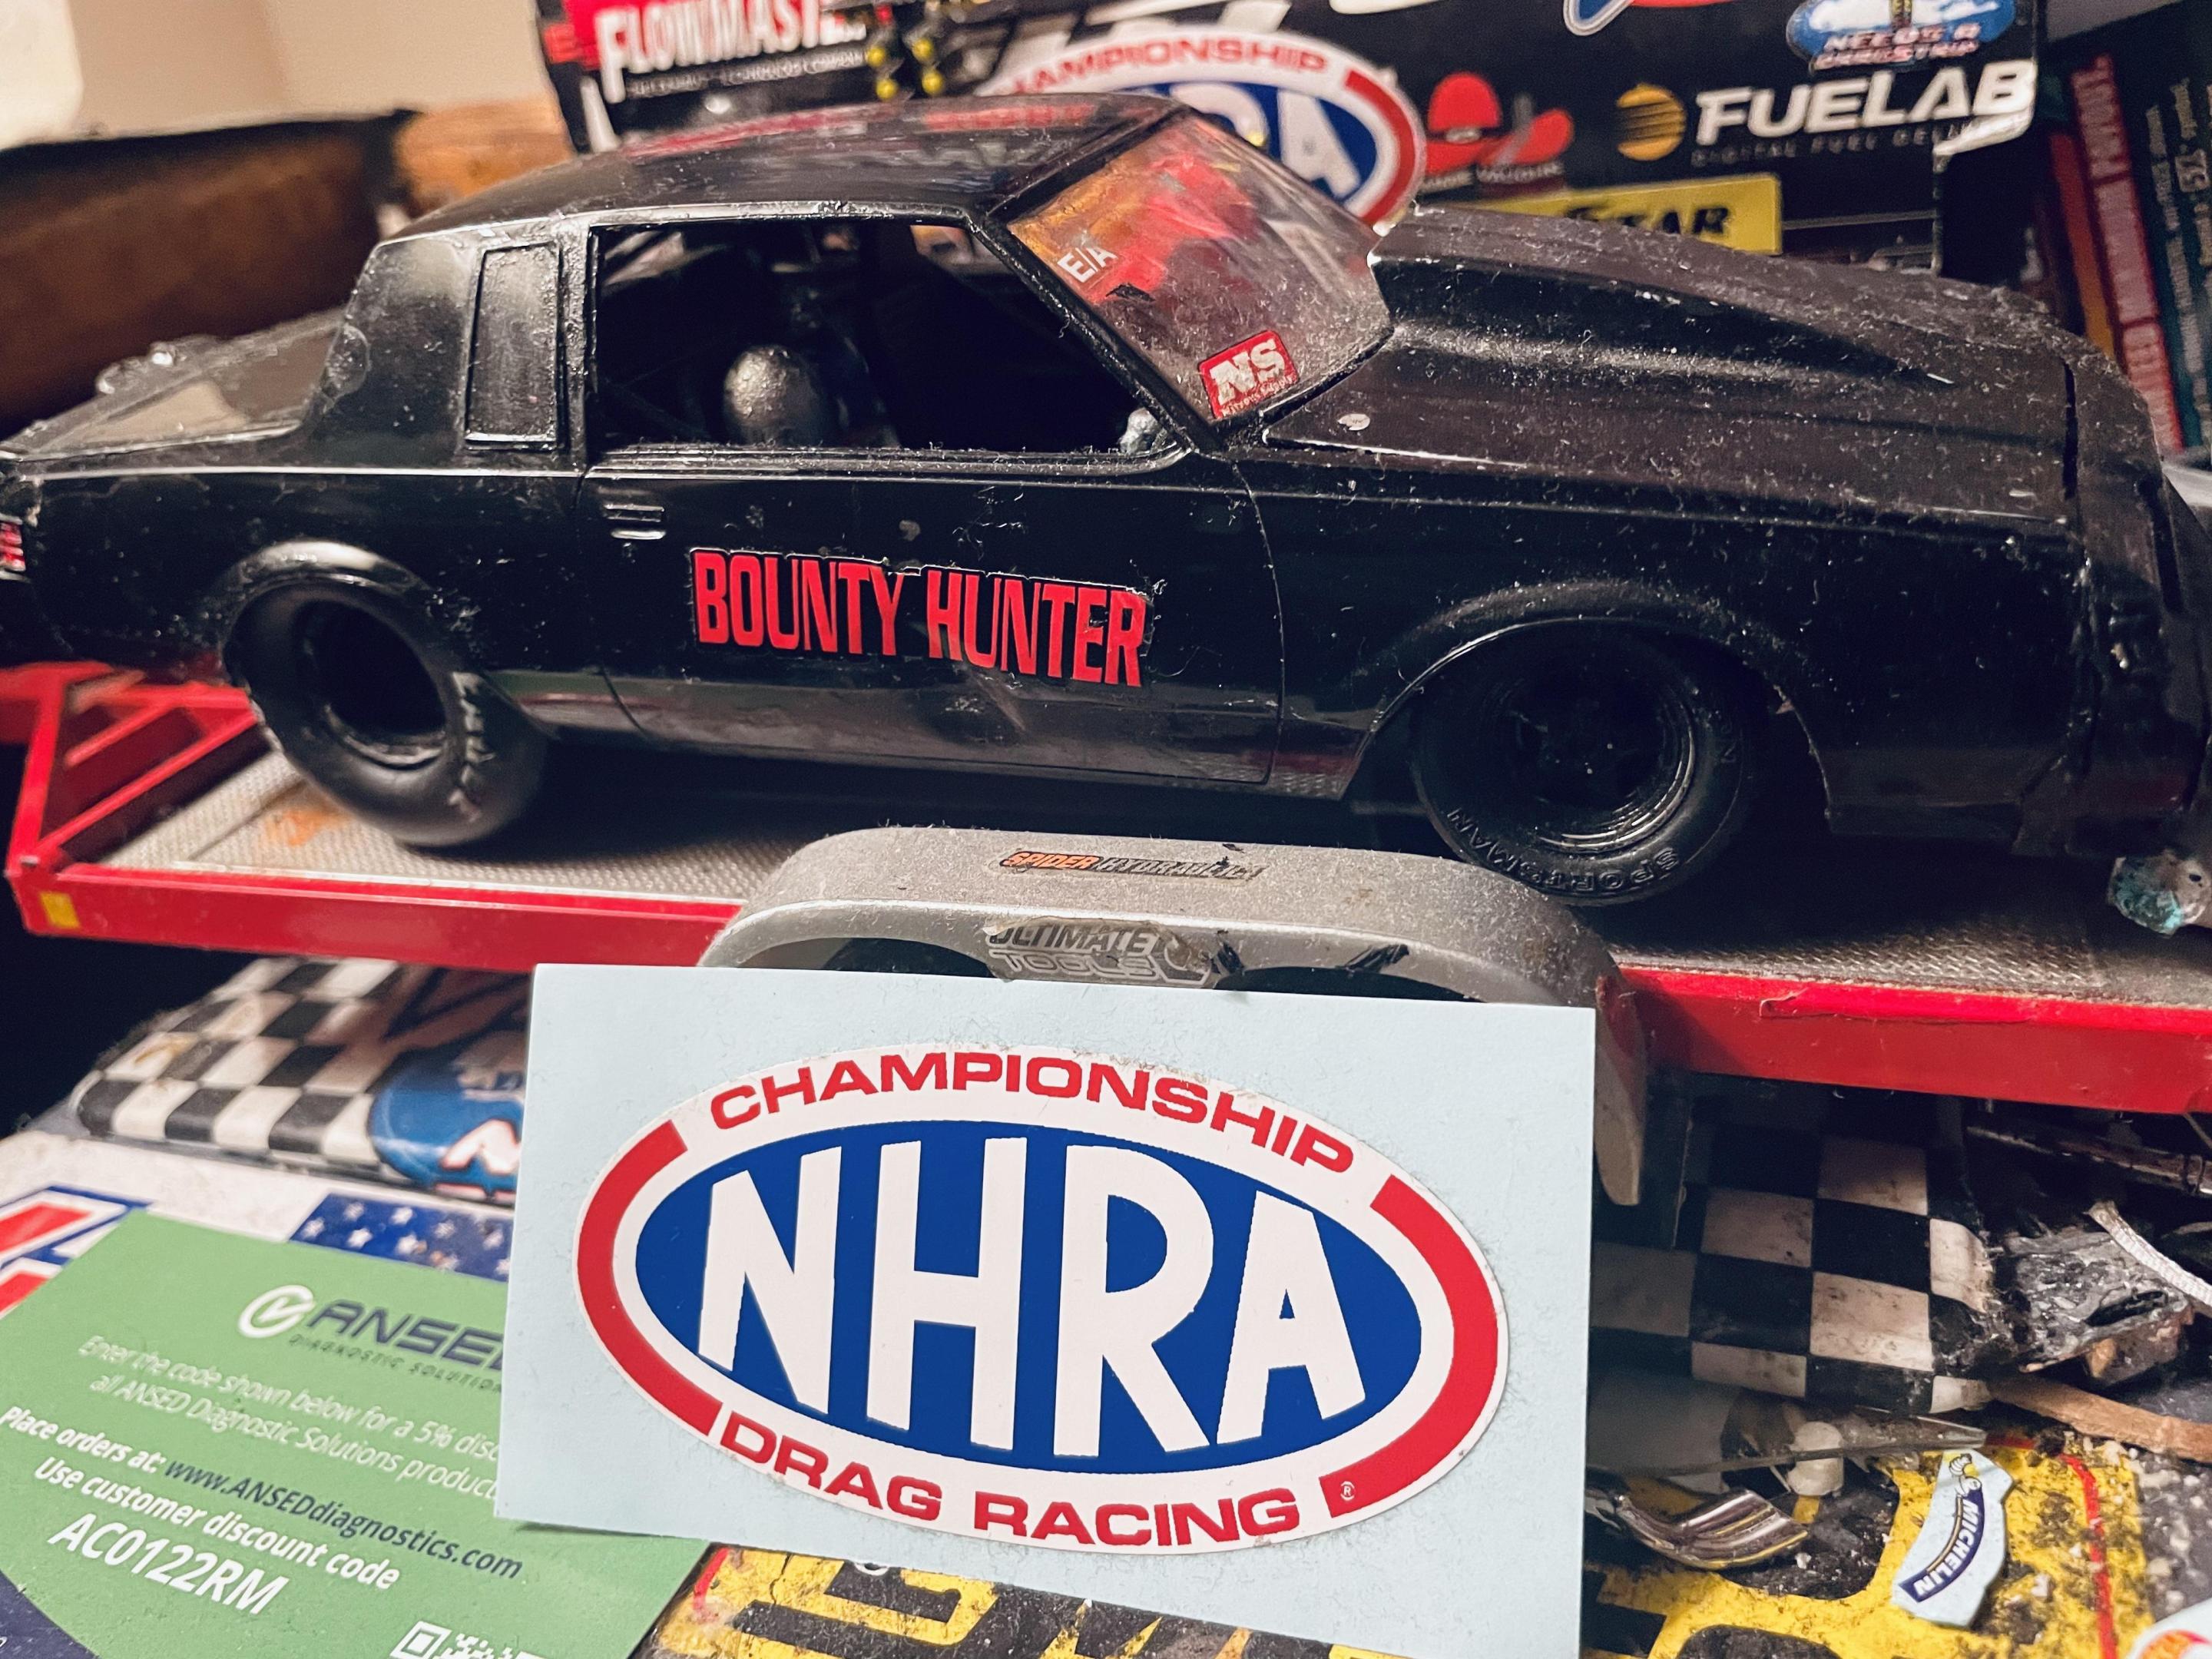 FLOWMASTER
CHAMPIONSHIP
FUELAB
E/A
NS
BOUNTY HUNTER
SPORTSMAN
SPIDER HYDRAULICS
ULTIMATE
TOOLS
CHAMPIONSHIP
NHRA
DRAG RACING
®
ANSED
DIAGNOSTIC SOLUTIONS
Enter the code shown below for a 5%
all ANSED Diagnostic Solutions
Place orders at: www.ANSEDdiagnostics.com
Use customer discount code
AC0122RM
MICHELIN